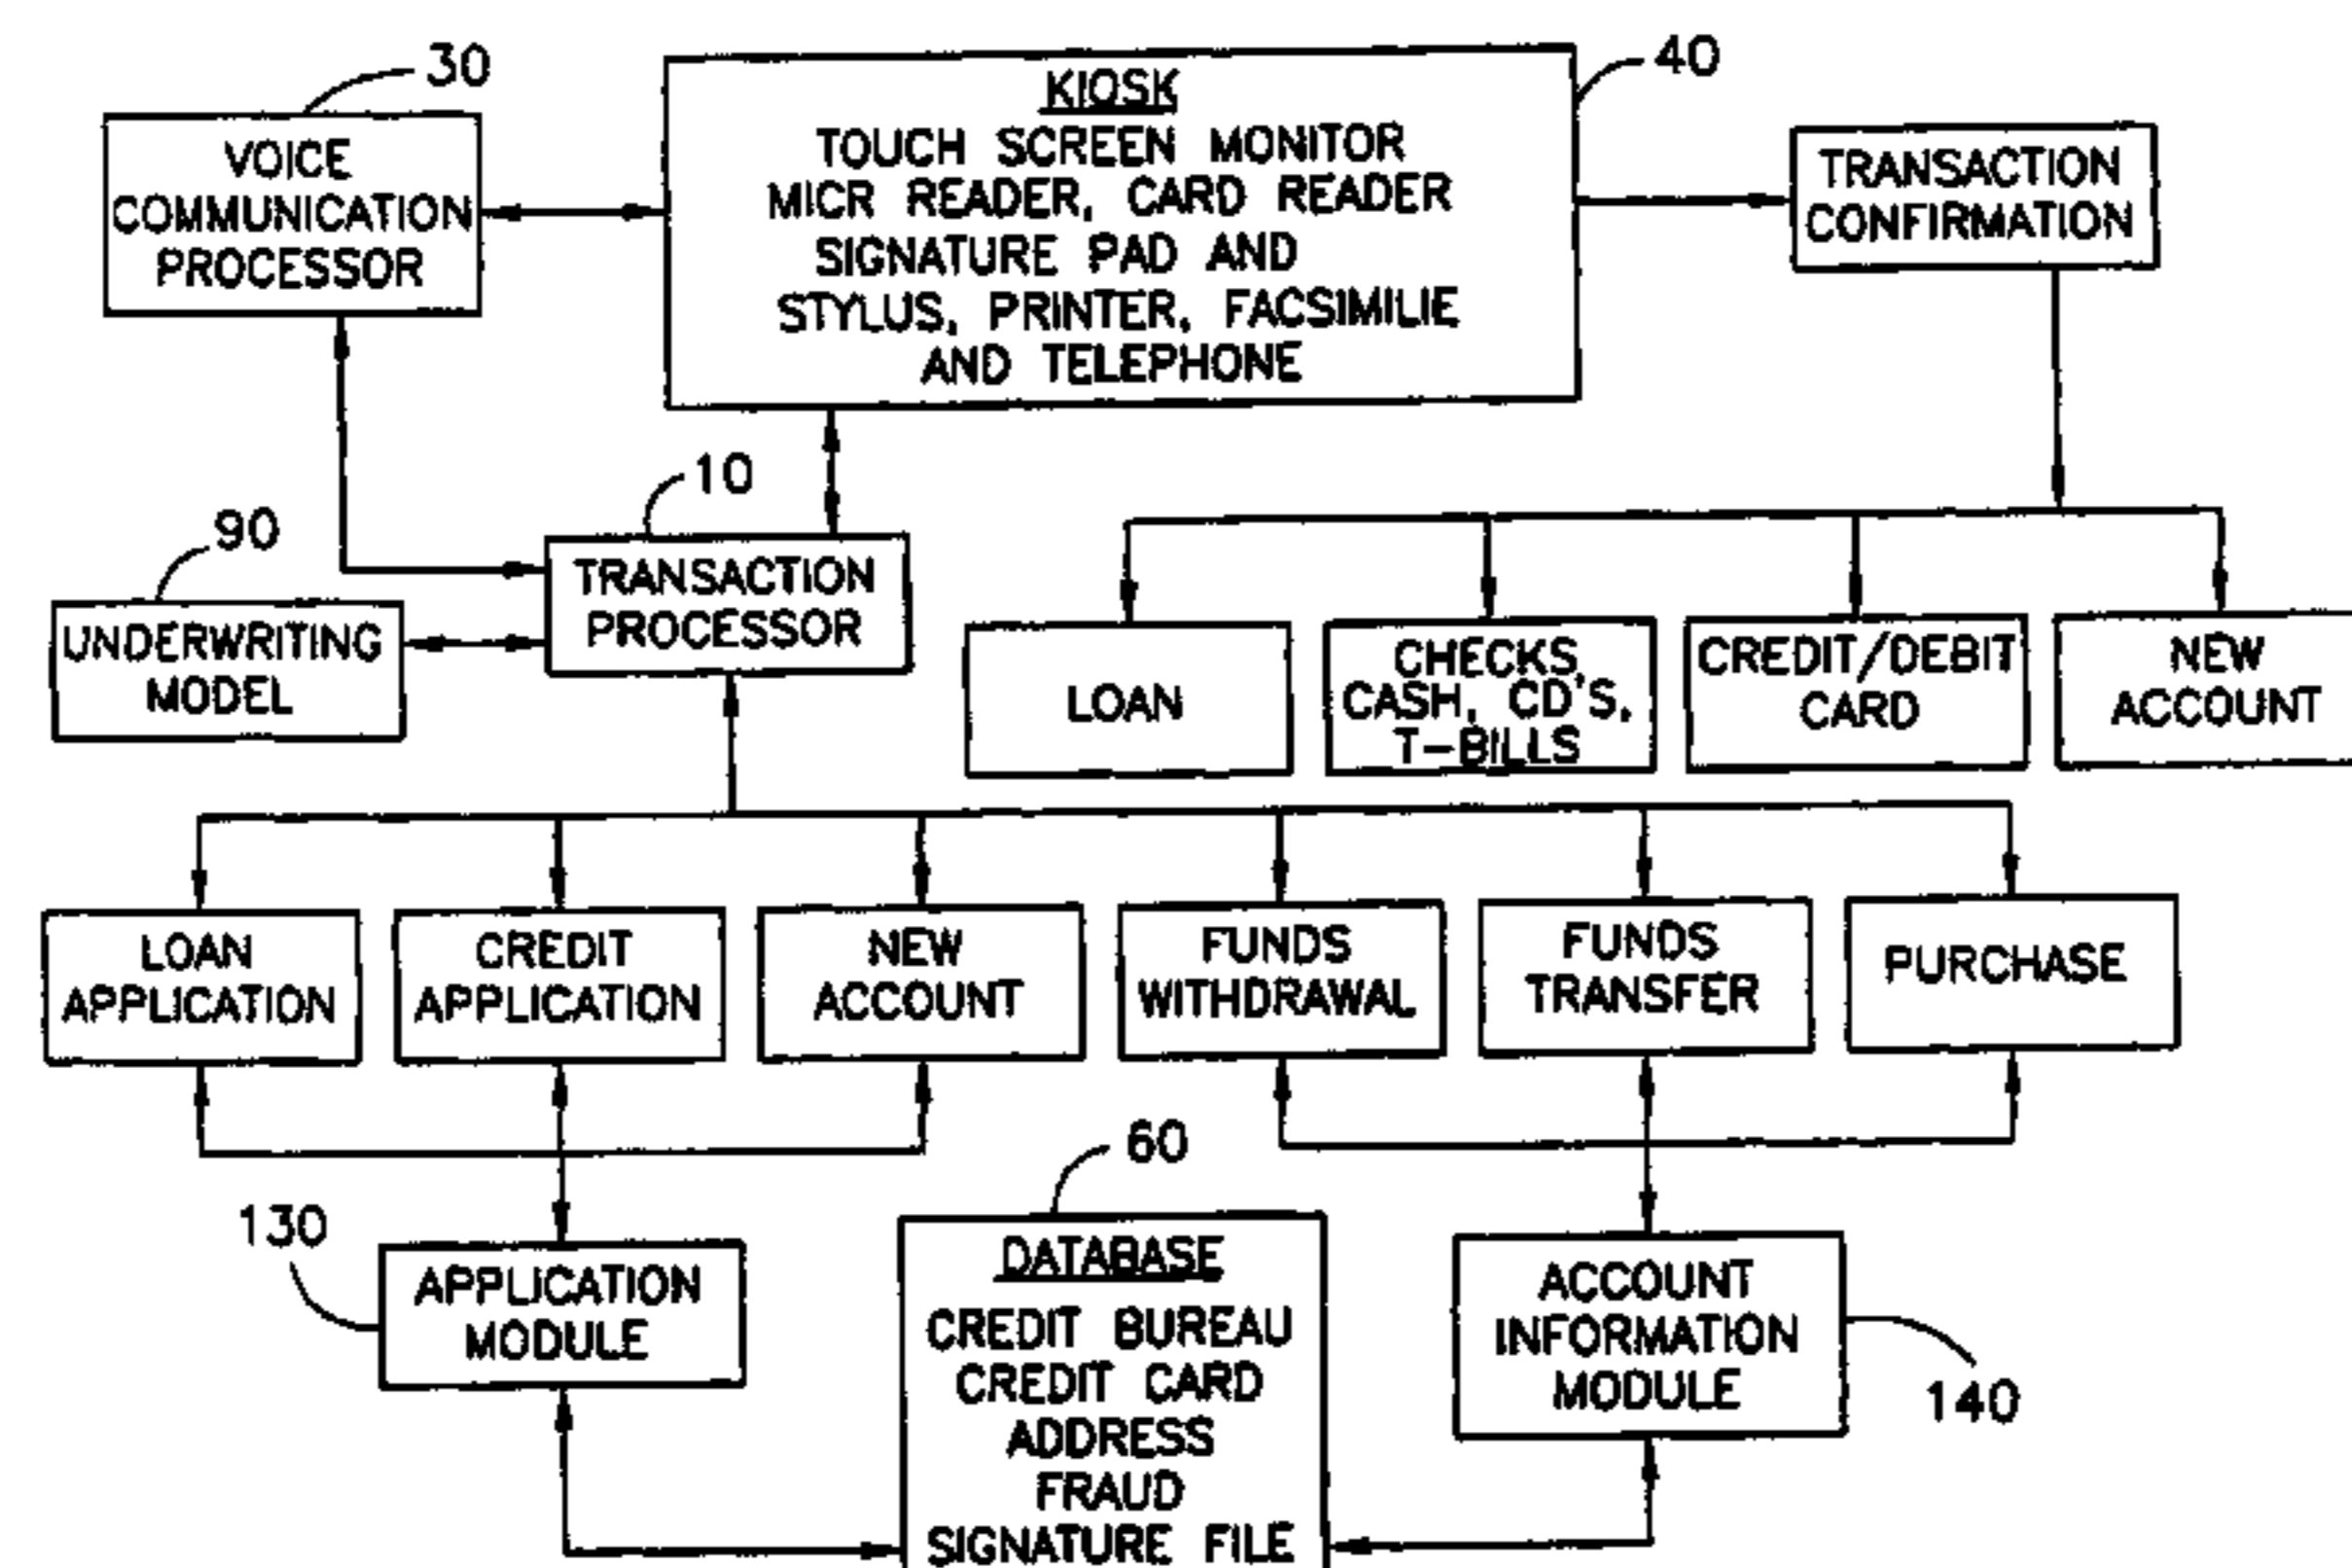 30
VOICE
COMMUNICATION
PROCESSOR
KIOSK
TOUCH SCREEN MONITOR
MICR READER, CARD READER
SIGNATURE PAD AND
STYLUS, PRINTER, FACSIMILIE
AND TELEPHONE
40
TRANSACTION
CONFIRMATION
10
TRANSACTION
PROCESSOR
90
UNDERWRITING
MODEL
LOAN
CHECKS,
CASH, CD'S,
T-BILLS
CREDIT/DEBIT
CARD
NEW
ACCOUNT
LOAN
APPLICATION
CREDIT
APPLICATION
NEW
ACCOUNT
FUNDS
WITHDRAWAL
FUNDS
TRANSFER
PURCHASE
130
APPLICATION
MODULE
60
DATABASE
CREDIT BUREAU
CREDIT CARD
ADDRESS
FRAUD
SIGNATURE FILE
ACCOUNT
INFORMATION
MODULE
140